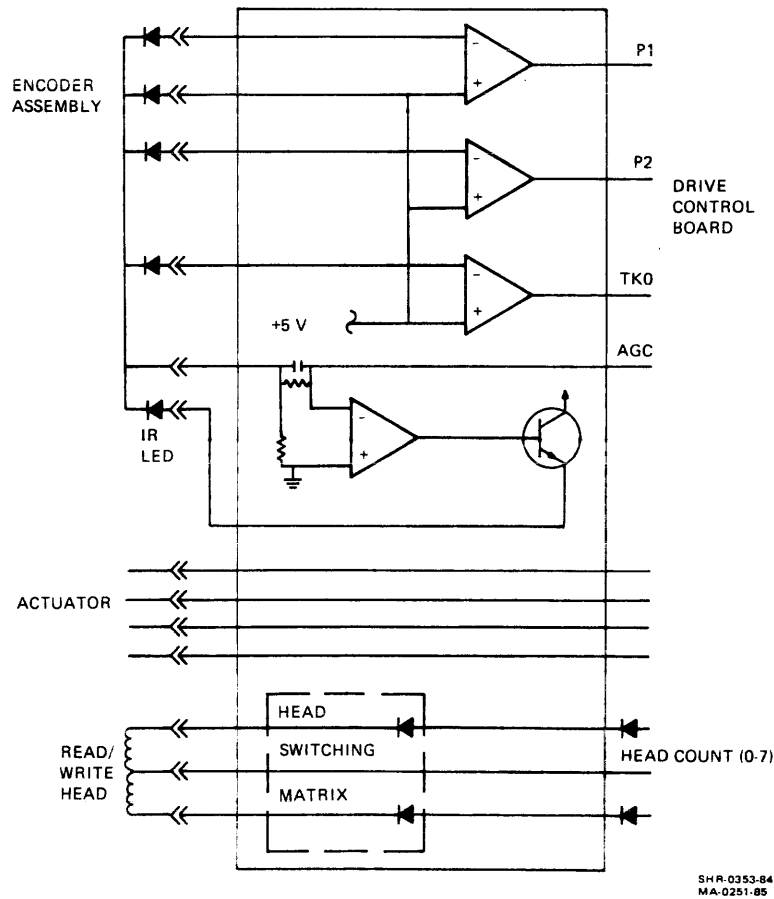 P1
ENCODER
ASSEMBLY
-
+
P2
-
+
DRIVE
CONTROL
BOARD
TK0
-
+
+5 V
AGC
-
+
IR
LED
ACTUATOR
HEAD
SWITCHING
MATRIX
READ/
WRITE
HEAD
HEAD COUNT (0-7)
SHR-0353-84
MA-0251-85